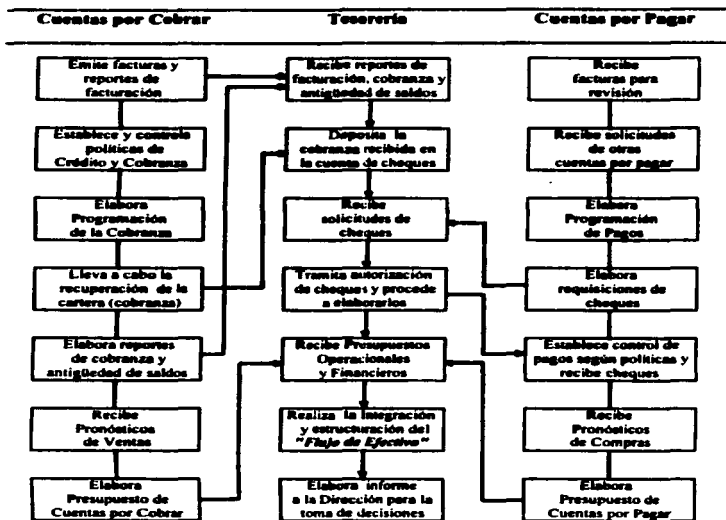 Cuentas por Cobrar
Emite facturas y
reportes de
facturación
Establece y controla
políticas de
Crédito y Cobranza
Elabora
Programación
de la Cobranza
Lleva a cabo la
recuperación de la
cartera (cobranza)
Elabora reportes
de cobranza y
antigüedad de saldos
Recibe
Pronósticos
de Ventas
Elabora
Presupuesto de
Cuentas por Cobrar
Tesorería
Recibe reportes de
facturación, cobranza y
antigüedad de saldos
Deposita la
cobranza recibida en
la cuenta de cheques
Recibe
solicitudes de
cheques
Tramita autorización
de cheques y procede
a elaborarlos
Recibe Presupuestos
Operacionales
y Financieros
Realiza la Integración
y estructuración del
"Flujo de Efectivo"
Elabora informe
a la Dirección para la
toma de decisiones
Cuentas por Pagar
Recibe
facturas para
revisión
Recibe solicitudes
de otras
cuentas por pagar
Elabora
Programación
de Pagos
Elabora
requisiciones de
cheques
Establece control de
pagos según políticas y
recibe cheques
Recibe
Pronósticos
de Compras
Elabora
Presupuesto de
Cuentas por Pagar